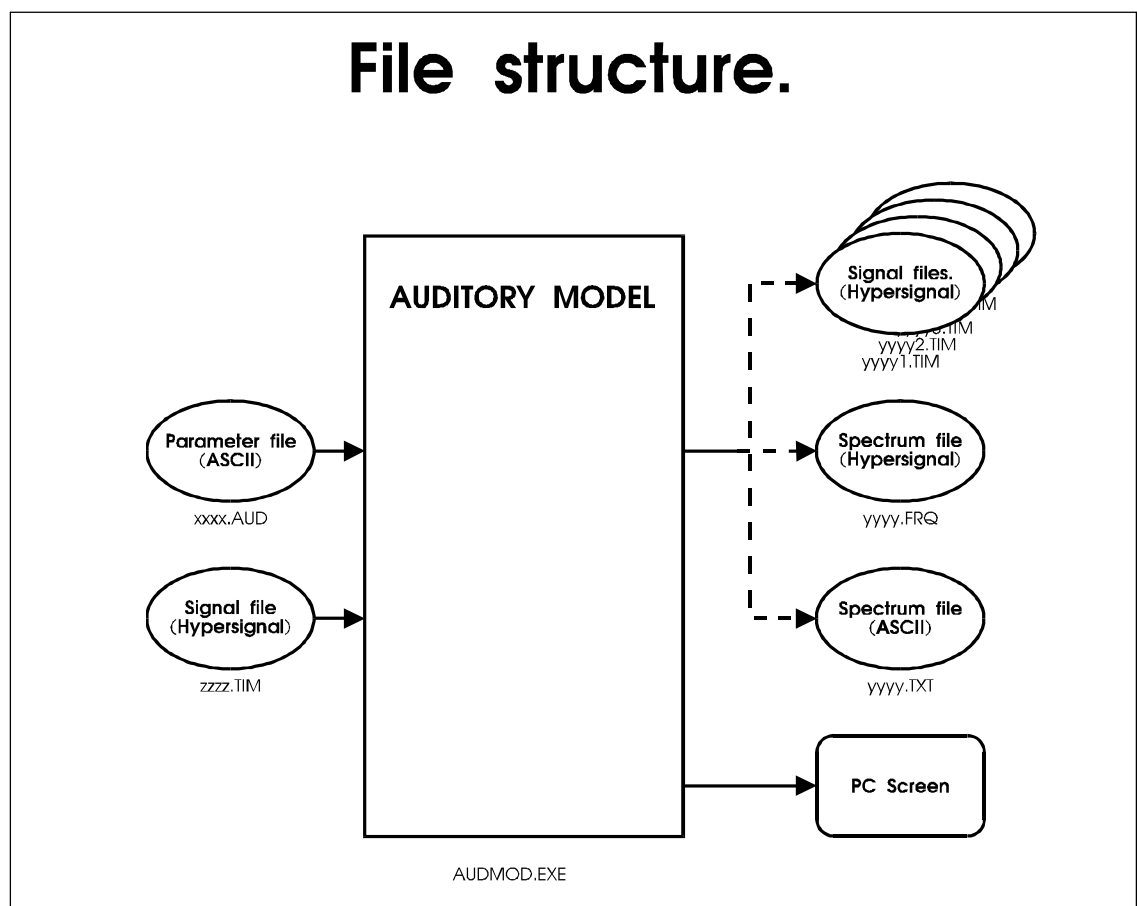 File structure.
AUDITORY MODEL
Signal files.
(Hypersignal)
yyyy2.TIM
yyyy1.TIM
Parameter file
(ASCII)
xxxx.AUD
Spectrum file
(Hypersignal)
yyyy.FRQ
Signal file
(Hypersignal)
zzzz.TIM
Spectrum file
(ASCII)
yyyy.TXT
PC Screen
AUDMOD.EXE